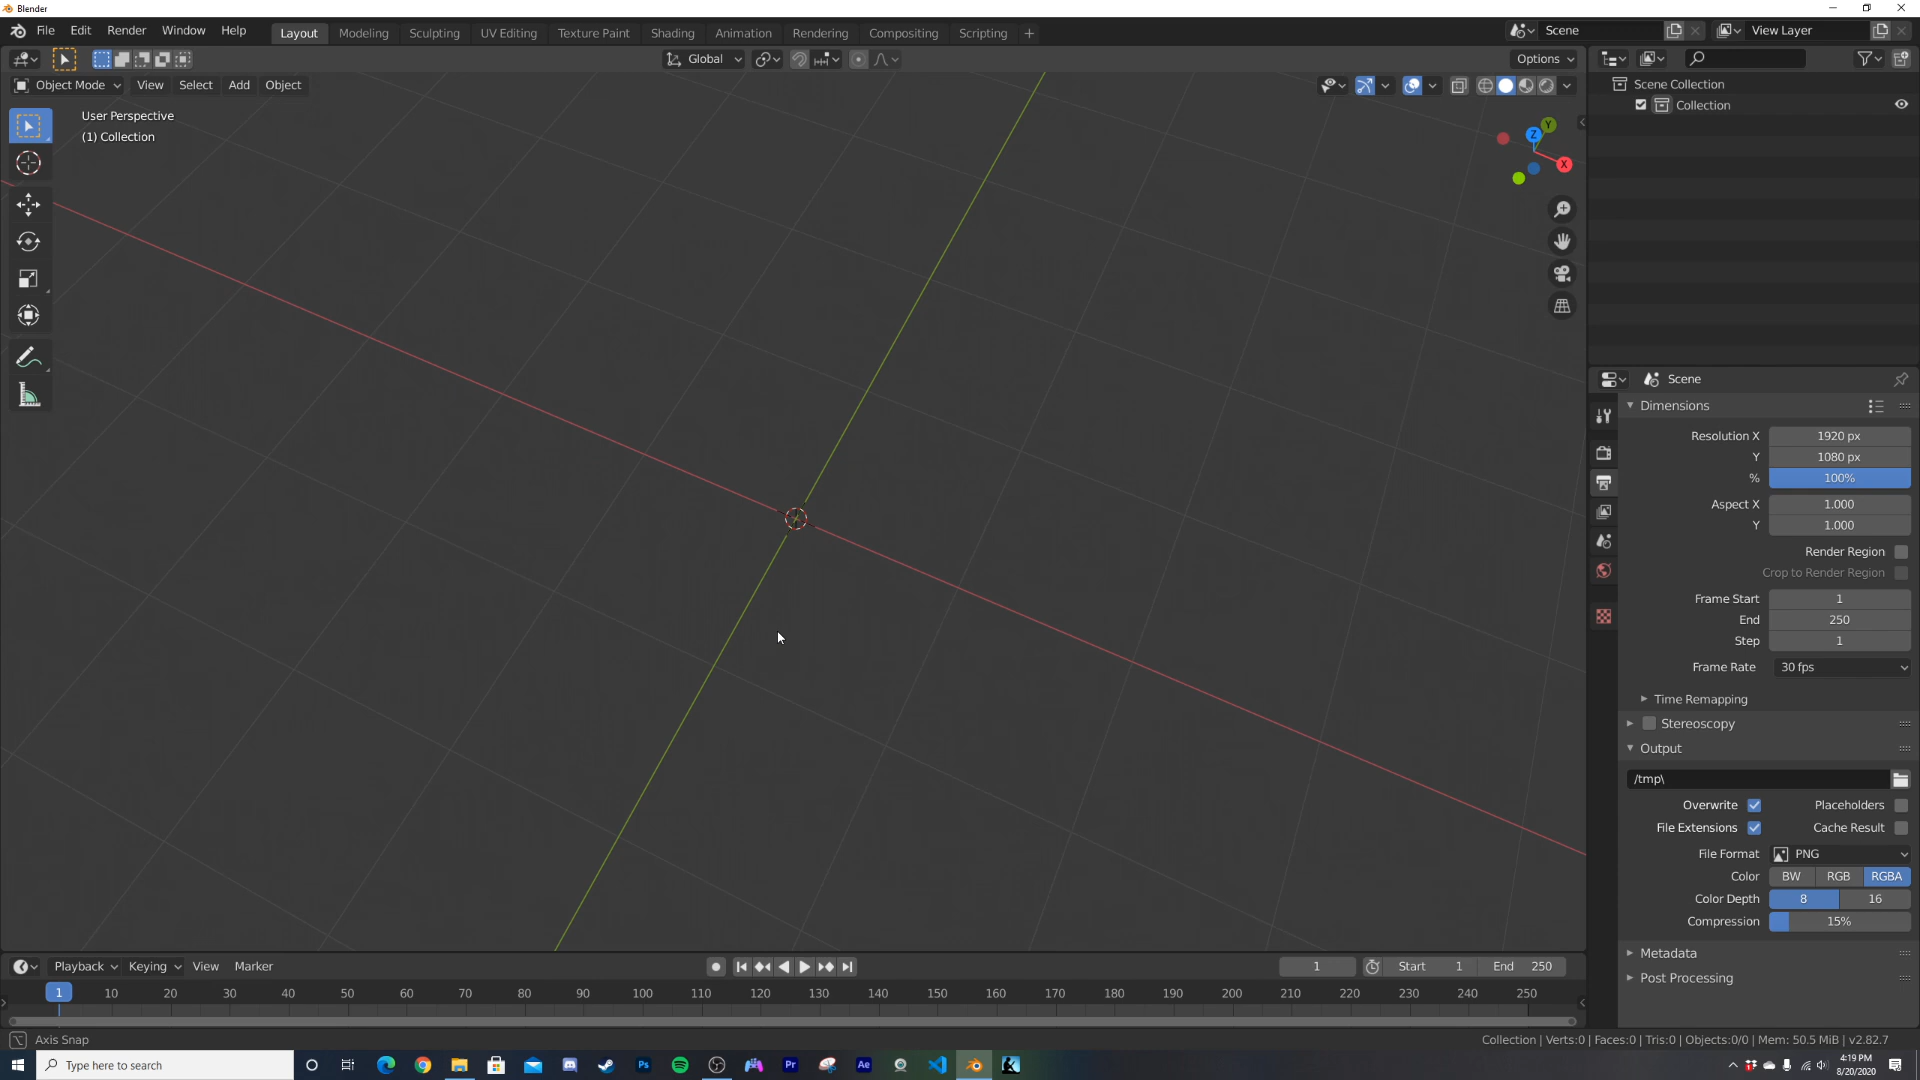 Blender
File Edit Render Window Help Layout Modeling Sculpting UV Editing Texture Paint Shading Animation Rendering Compositing Scripting + Scene View Layer
Global Options
Object Mode View Select Add Object
User Perspective
(1) Collection
Z Y X
Scene Collection
Collection
Scene
Dimensions
Resolution X 1920 px
Y 1080 px
% 100%
Aspect X 1.000
Y 1.000
Render Region
Crop to Render Region
Frame Start 1
End 250
Step 1
Frame Rate 30 fps
Time Remapping
Stereoscopy
Output
/tmp\
Overwrite Placeholders
File Extensions Cache Result
File Format PNG
Color BW RGB RGBA
Color Depth 8 16
Compression 15%
Metadata
Post Processing
Playback Keying View Marker 1 Start 1 End 250
1 10 20 30 40 50 60 70 80 90 100 110 120 130 140 150 160 170 180 190 200 210 220 230 240 250
Axis Snap Collection | Verts:0 | Faces:0 | Tris:0 | Objects:0/0 | Mem: 50.5 MiB | v2.82.7
Type here to search Ps Pr Ae 4:19 PM
8/20/2020